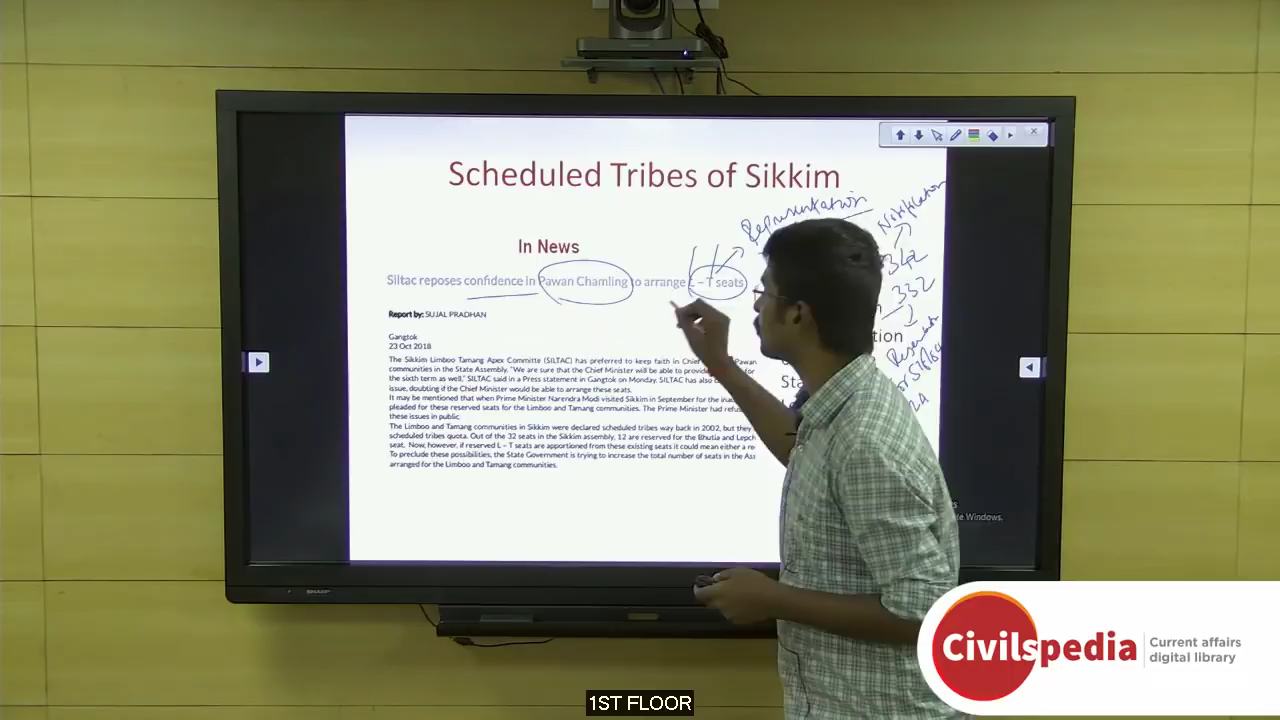 Scheduled Tribes of Sikkim
Representation
Notification
342
332
In News
Siltac reposes confidence in Pawan Chamling to arrange L – T seats
Report by: SUJAL PRADHAN
tion
Gangtok
23 Oct 2018
The Sikkim Limboo Tamang Apex Committe (SILTAC) has preferred to keep faith in Chief Pawan
communities in the State Assembly. "We are sure that the Chief Minister will be able to provide for
the sixth term as well," SILTAC said in a Press statement in Gangtok on Monday. SILTAC has also
issue, doubting if the Chief Minister would be able to arrange these seats.
It may be mentioned that when Prime Minister Narendra Modi visited Sikkim in September for the
pleaded for these reserved seats for the Limboo and Tamang communities. The Prime Minister had
these issues in public
The Limboo and Tamang communities in Sikkim were declared scheduled tribes way back in 2002, but they
scheduled tribes quota. Out of the 32 seats in the Sikkim assembly, 12 are reserved for the Bhutia and Lepch
seat. Now, however, if reserved L – T seats are apportioned from these existing seats it could mean either a re
To preclude these possibilities, the State Government is trying to increase the total number of seats in the Ass
arranged for the Limboo and Tamang communities.
Windows.
SHARP
Civilspedia
Current affairs
digital library
1ST FLOOR